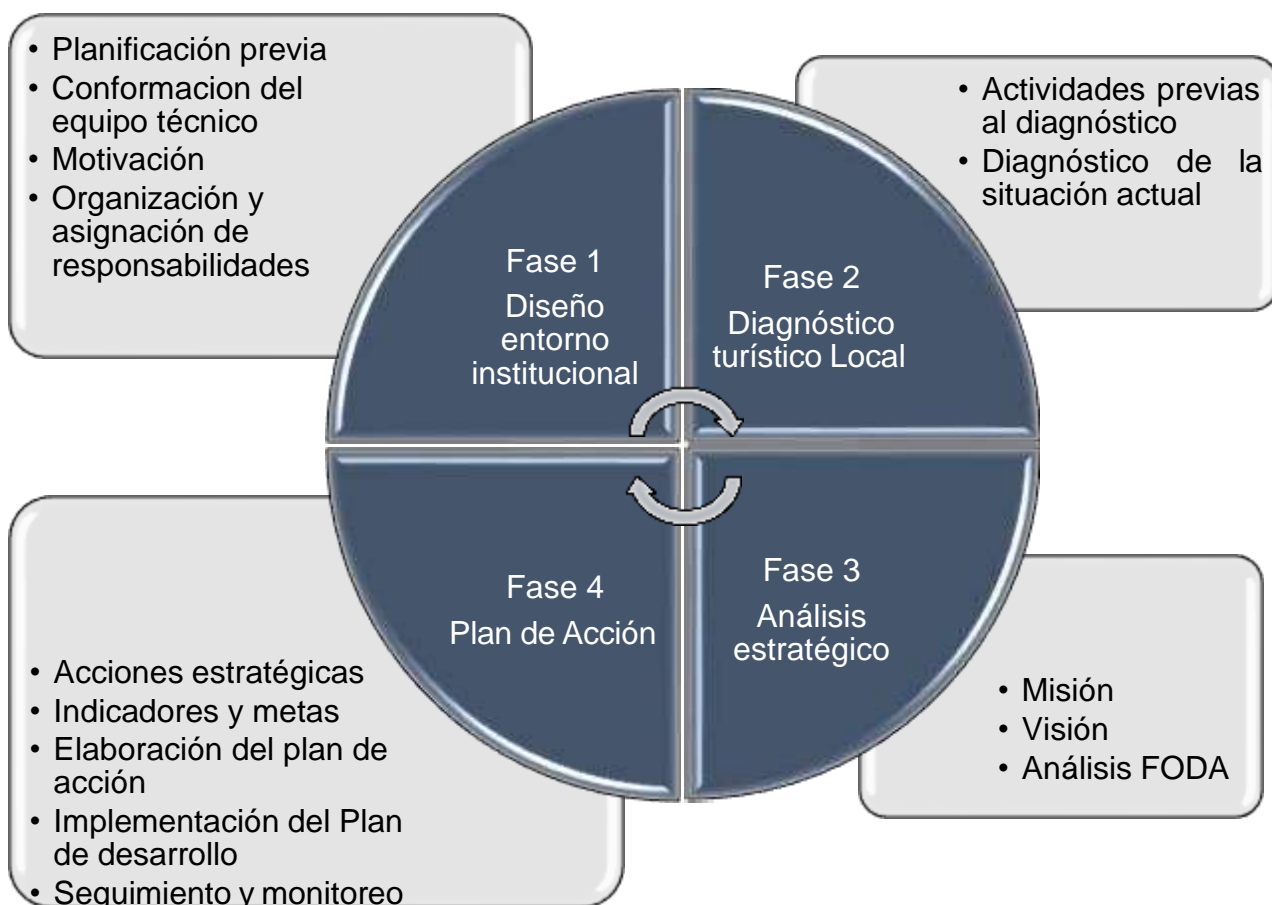 • Planificación previa
• Conformacion del
equipo técnico
• Motivación
• Organización y
asignación de
responsabilidades
• Actividades previas
al diagnóstico
• Diagnóstico de la
situación actual
Fase 1
Diseño
entorno
institucional
Fase 2
Diagnóstico
turístico Local
Fase 4
Plan de Acción
Fase 3
Análisis
estratégico
• Acciones estratégicas
• Indicadores y metas
• Elaboración del plan de
acción
• Implementación del Plan
de desarrollo
• Seguimiento y monitoreo
• Misión
• Visión
• Análisis FODA